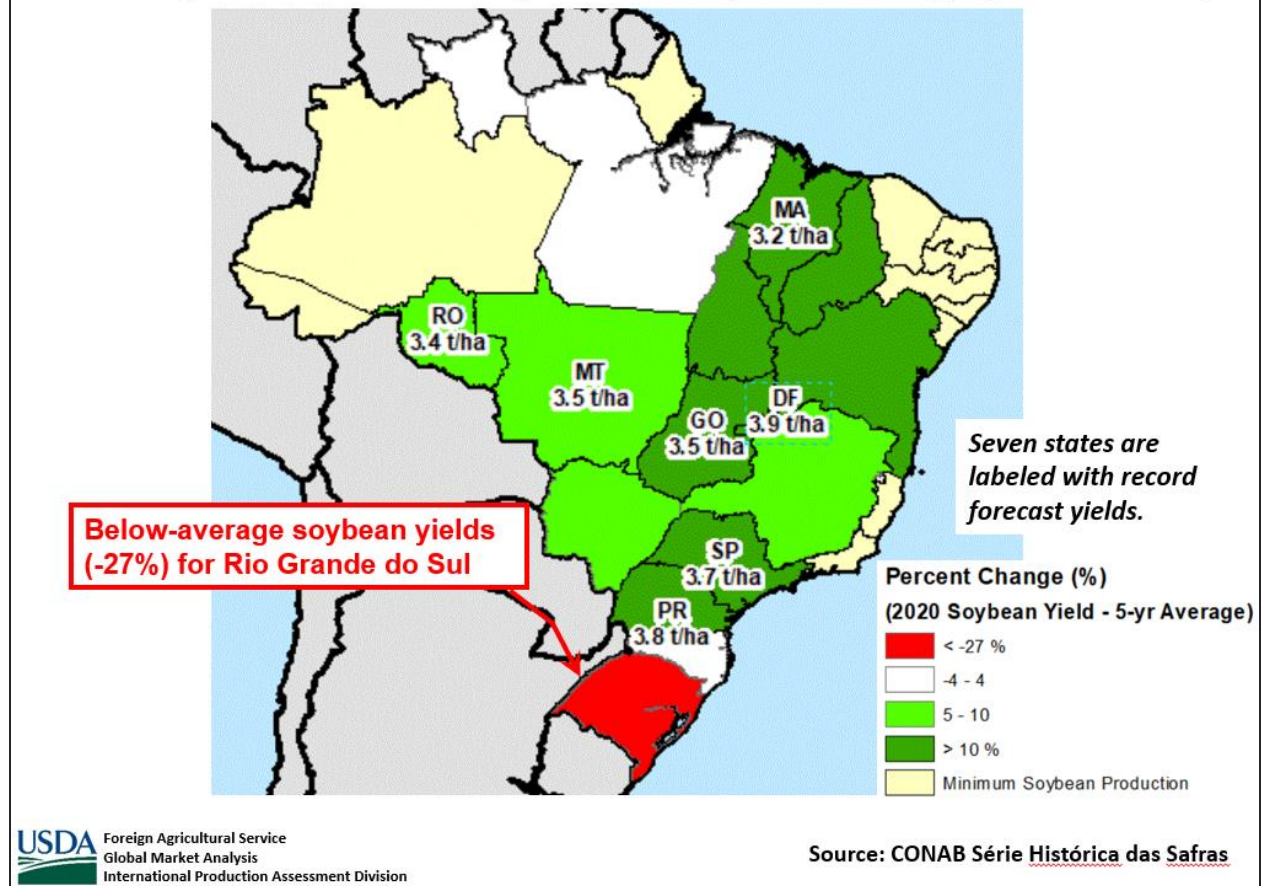 MA
3.2 t/ha
RO
3.4 t/ha
MT
3.5 t/ha
DF
3.9 t/ha
GO
3.5 t/ha
Seven states are
labeled with record
forecast yields.
Below-average soybean yields
(-27%) for Rio Grande do Sul
SP
3.7 t/ha
PR
3.8 t/ha
Percent Change (%)
(2020 Soybean Yield - 5-yr Average)
< -27 %
-4 - 4
5 - 10
> 10 %
Minimum Soybean Production
USDA
Foreign Agricultural Service
Global Market Analysis
International Production Assessment Division
Source: CONAB Série Histórica das Safras